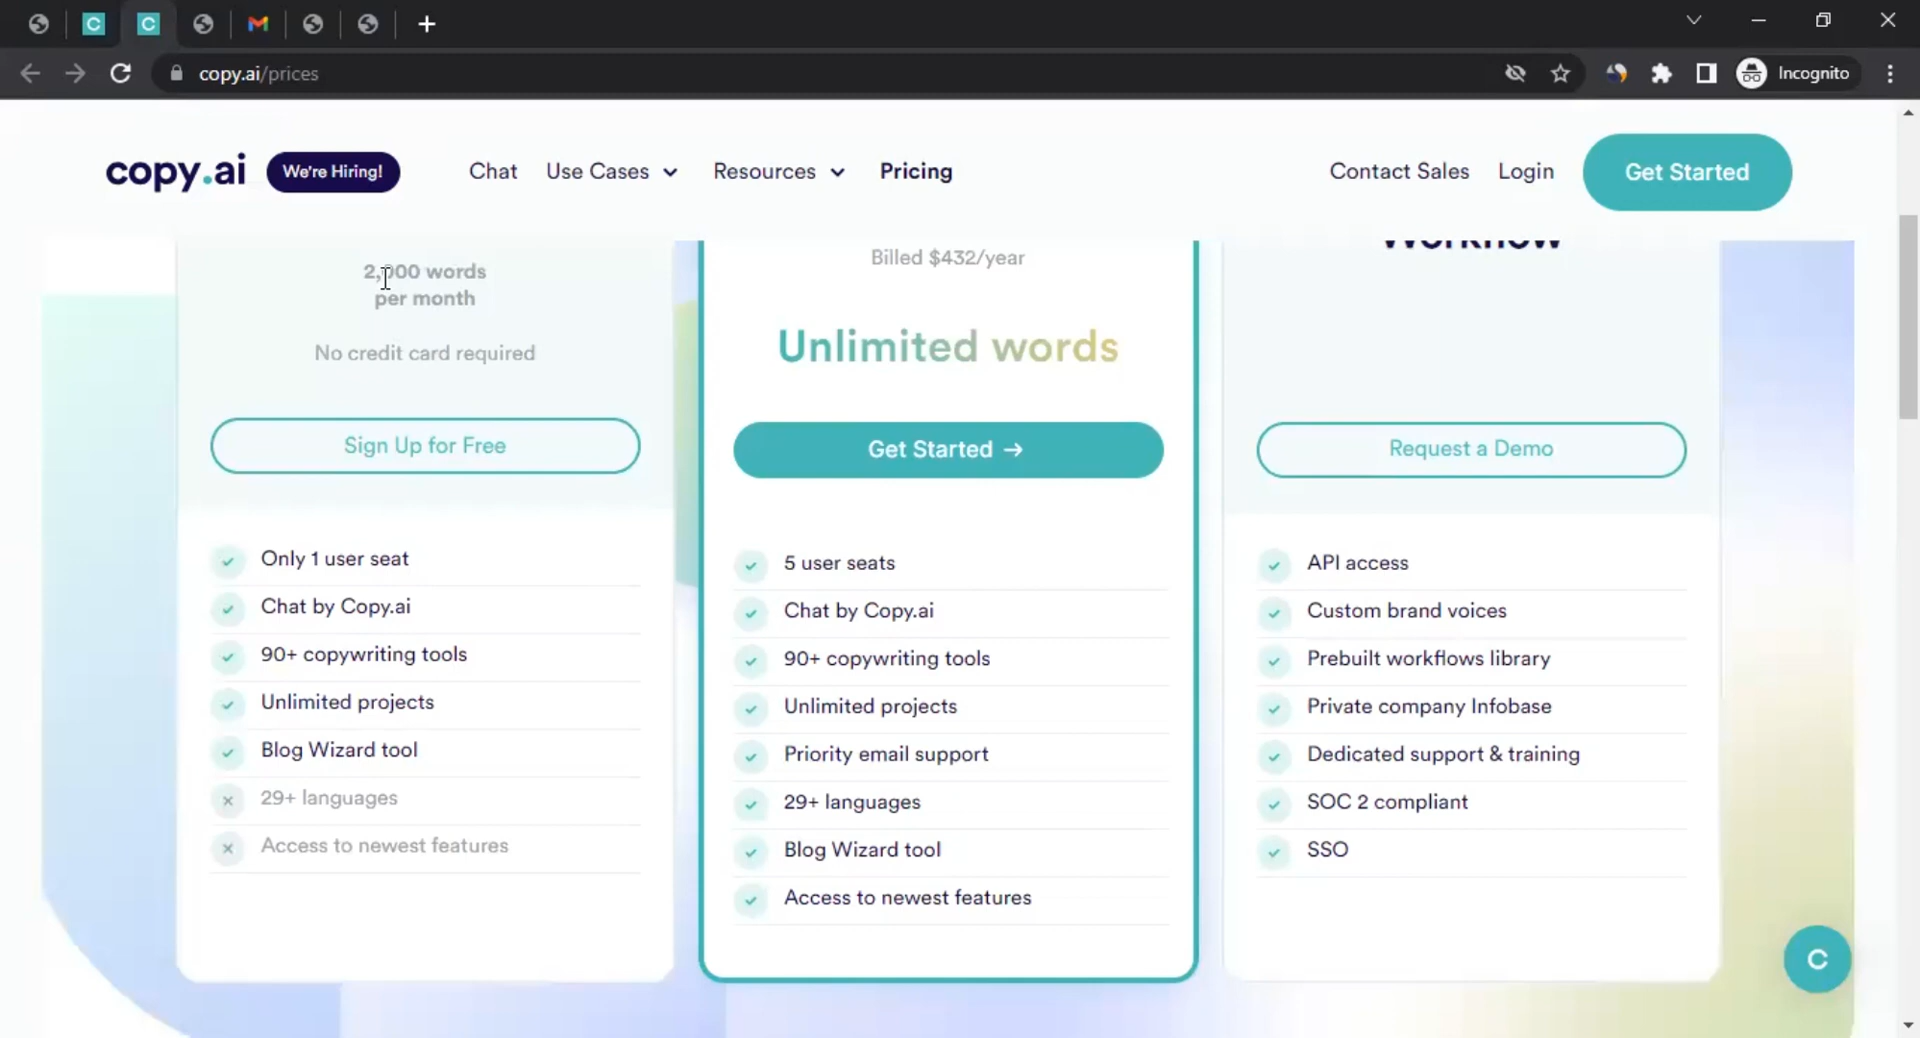 copy.ai/prices
Incognito
copy.ai
We're Hiring!
Chat
Use Cases
Resources
Pricing
Contact Sales
Login
Get Started
2,000 words
per month
No credit card required
Sign Up for Free
Only 1 user seat
Chat by Copy.ai
90+ copywriting tools
Unlimited projects
Blog Wizard tool
29+ languages
Access to newest features
Billed $432/year
Unlimited words
Get Started →
5 user seats
Chat by Copy.ai
90+ copywriting tools
Unlimited projects
Priority email support
29+ languages
Blog Wizard tool
Access to newest features
Workflow
Request a Demo
API access
Custom brand voices
Prebuilt workflows library
Private company Infobase
Dedicated support & training
SOC 2 compliant
SSO